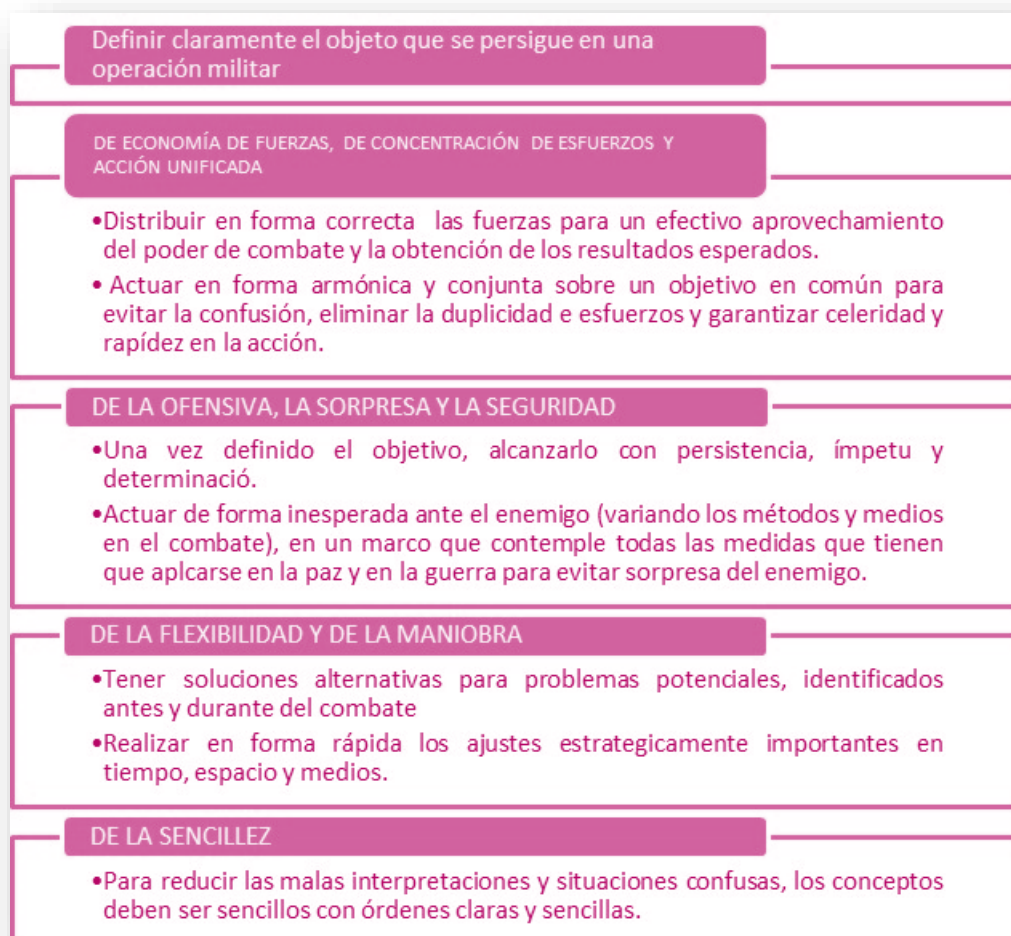 Definir claramente el objeto que se persigue en una
operación militar
DE ECONOMÍA DE FUERZAS, DE CONCENTRACIÓN DE ESFUERZOS Y
ACCIÓN UNIFICADA
•Distribuir en forma correcta las fuerzas para un efectivo aprovechamiento
del poder de combate y la obtención de los resultados esperados.
• Actuar en forma armónica y conjunta sobre un objetivo en común para
evitar la confusión, eliminar la duplicidad e esfuerzos y garantizar celeridad y
rapídez en la acción.
DE LA OFENSIVA, LA SORPRESA Y LA SEGURIDAD
•Una vez definido el objetivo, alcanzarlo con persistencia, ímpetu y
determinació.
•Actuar de forma inesperada ante el enemigo (variando los métodos y medios
en el combate), en un marco que contemple todas las medidas que tienen
que aplcarse en la paz y en la guerra para evitar sorpresa del enemigo.
DE LA FLEXIBILIDAD Y DE LA MANIOBRA
•Tener soluciones alternativas para problemas potenciales, identificados
antes y durante del combate
•Realizar en forma rápida los ajustes estrategicamente importantes en
tiempo, espacio y medios.
DE LA SENCILLEZ
•Para reducir las malas interpretaciones y situaciones confusas, los conceptos
deben ser sencillos con órdenes claras y sencillas.